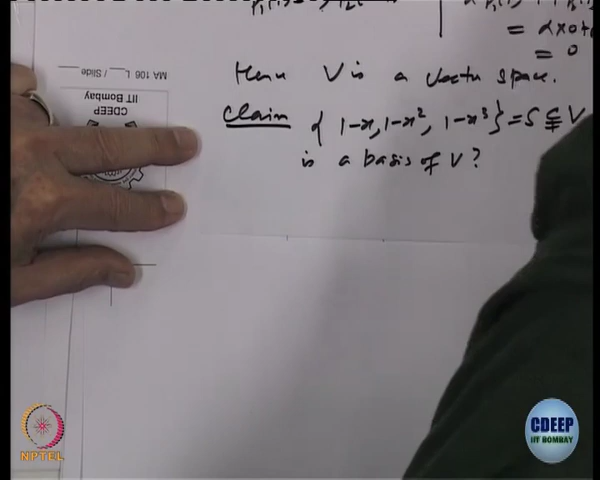 = αx0+
= 0
Hence V is a vector space.
Claim { 1-x, 1-x², 1-x³ } = S ⊊ V
is a basis of V?
MA 106 L / Slide
CDEEP
IIT Bombay
NPTEL
CDEEP
IIT BOMBAY